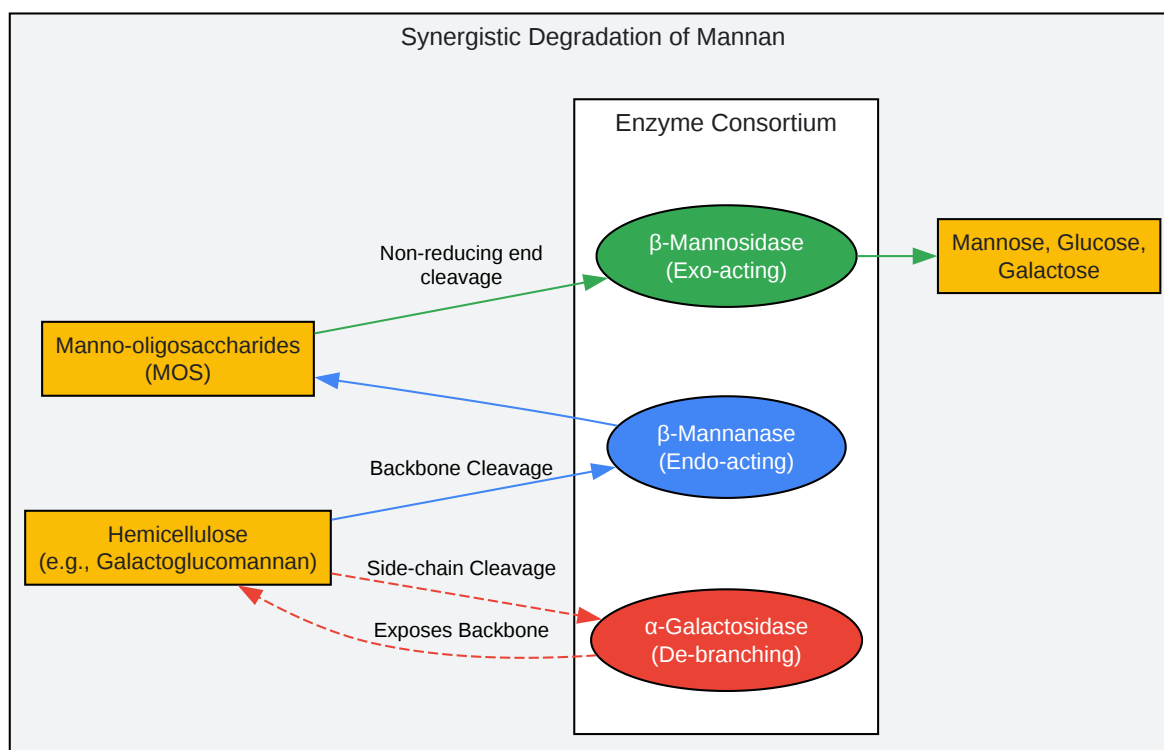 Synergistic Degradation of Mannan
Enzyme Consortium
β-Mannosidase
(Exo-acting)
Mannose, Glucose,
Galactose
Non-reducing end
cleavage
Manno-oligosaccharides
(MOS)
β-Mannanase
(Endo-acting)
Backbone Cleavage
Hemicellulose
(e.g., Galactoglucomannan)
Side-chain Cleavage
Exposes Backbone
α-Galactosidase
(De-branching)